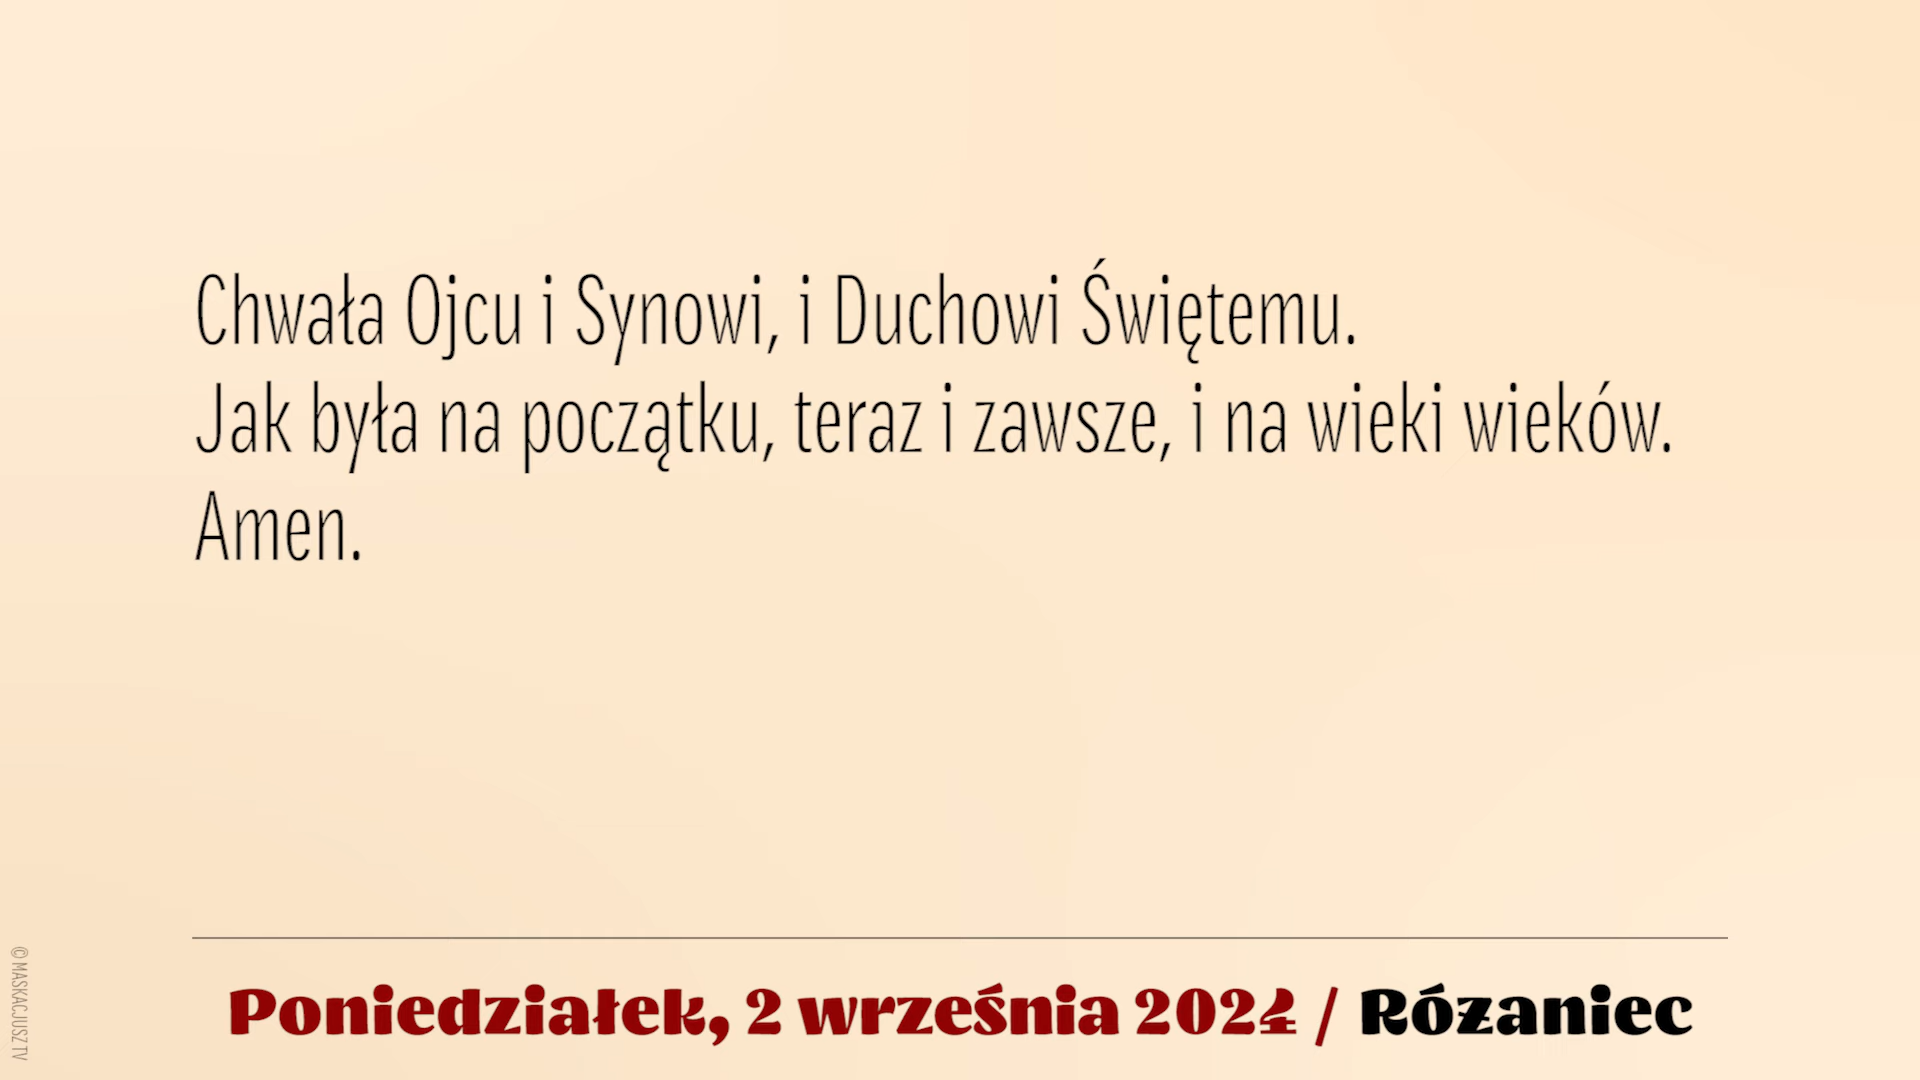 Chwała Ojcu i Synowi, i Duchowi Świętemu.
Jak była na początku, teraz i zawsze, i na wieki wieków.
Amen.
Poniedziałek, 2 września 2024 / Różaniec
© MASKACJUSZ TV